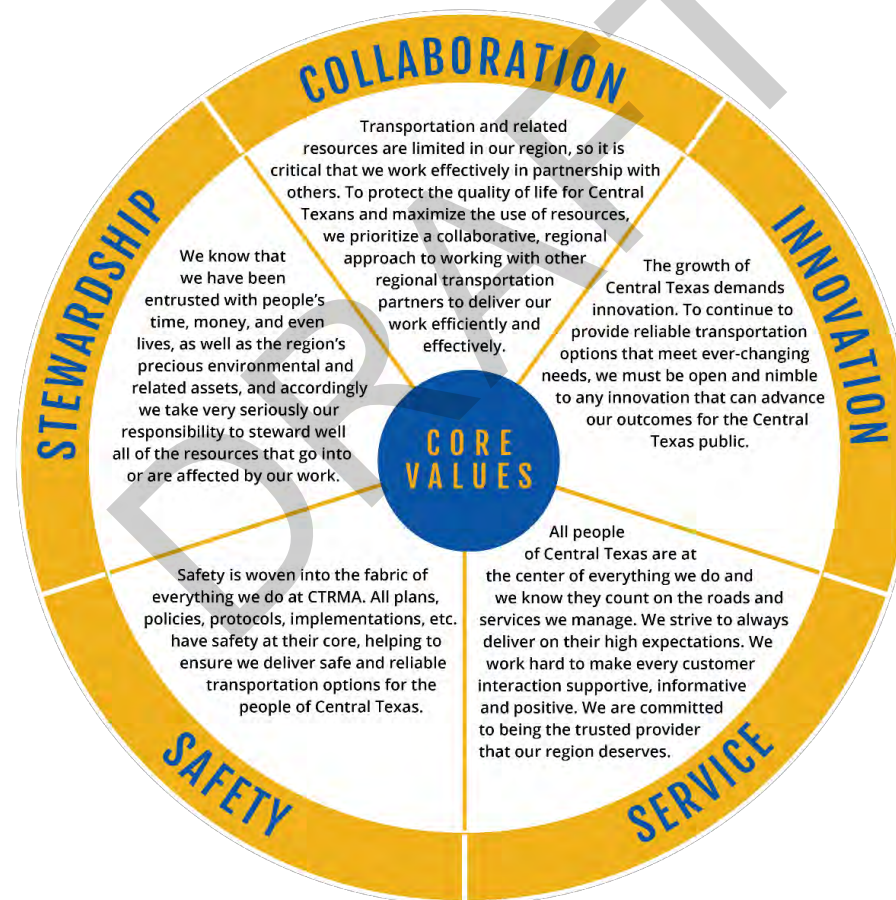 COLLABORATION
Transportation and related
resources are limited in our region, so it is
critical that we work effectively in partnership with
others. To protect the quality of life for Central
Texans and maximize the use of resources,
we prioritize a collaborative, regional
approach to working with other
regional transportation
partners to deliver our
work efficiently and
effectively.
INNOVATION
The growth of
Central Texas demands
innovation. To continue to
provide reliable transportation
options that meet ever-changing
needs, we must be open and nimble
to any innovation that can advance
our outcomes for the Central
Texas public.
SERVICE
All people
of Central Texas are at
the center of everything we do and
we know they count on the roads and
services we manage. We strive to always
deliver on their high expectations. We
work hard to make every customer
interaction supportive, informative
and positive. We are committed
to being the trusted provider
that our region deserves.
SAFETY
Safety is woven into the fabric of
everything we do at CTRMA. All plans,
policies, protocols, implementations, etc.
have safety at their core, helping to
ensure we deliver safe and reliable
transportation options for the
people of Central Texas.
STEWARDSHIP
We know that
we have been
entrusted with people's
time, money, and even
lives, as well as the region's
precious environmental and
related assets, and accordingly
we take very seriously our
responsibility to steward well
all of the resources that go into
or are affected by our work.
CORE
VALUES
DRAFT